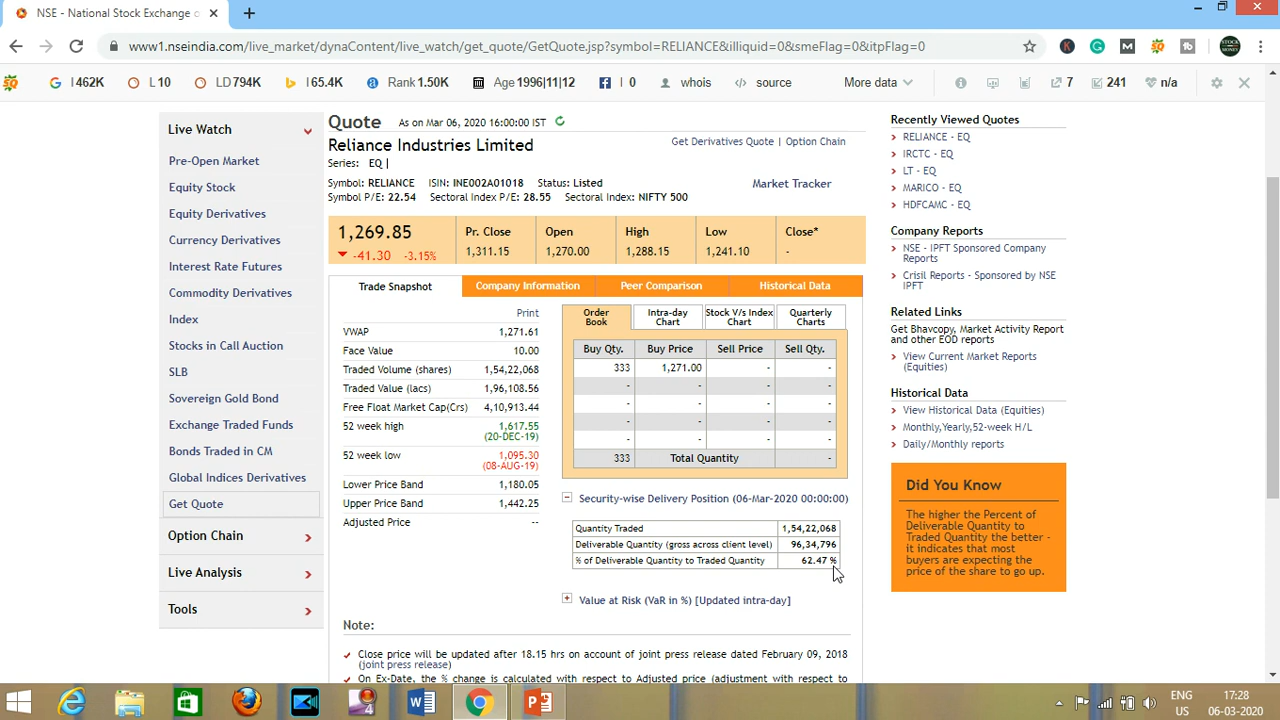 NSE - National Stock Exchange o
www1.nseindia.com/live_market/dynaContent/live_watch/get_quote/GetQuote.jsp?symbol=RELIANCE&illiquid=0&smeFlag=0&itpFlag=0
I 462K L 10 LD 794K I 65.4K Rank 1.50K Age 1996|11|12 I 0 whois source More data 7 241 n/a
Live Watch
Pre-Open Market
Equity Stock
Equity Derivatives
Currency Derivatives
Interest Rate Futures
Commodity Derivatives
Index
Stocks in Call Auction
SLB
Sovereign Gold Bond
Exchange Traded Funds
Bonds Traded in CM
Global Indices Derivatives
Get Quote
Option Chain
Live Analysis
Tools
Quote As on Mar 06, 2020 16:00:00 IST
Reliance Industries Limited
Get Derivatives Quote | Option Chain
Series: EQ |
Symbol: RELIANCE ISIN: INE002A01018 Status: Listed
Market Tracker
Symbol P/E: 22.54 Sectoral Index P/E: 28.55 Sectoral Index: NIFTY 500
1,269.85 Pr. Close Open High Low Close*
-41.30 -3.15% 1,311.15 1,270.00 1,288.15 1,241.10 -
Trade Snapshot Company Information Peer Comparison Historical Data
Print
VWAP 1,271.61
Face Value 10.00
Traded Volume (shares) 1,54,22,068
Traded Value (lacs) 1,96,108.56
Free Float Market Cap(Crs) 4,10,913.44
52 week high 1,617.55
(20-DEC-19)
52 week low 1,095.30
(08-AUG-19)
Lower Price Band 1,180.05
Upper Price Band 1,442.25
Adjusted Price --
Order Intra-day Stock V/s Index Quarterly
Book Chart Chart Charts
Buy Qty. Buy Price Sell Price Sell Qty.
333 1,271.00 - -
- - - -
- - - -
- - - -
- - - -
333 Total Quantity -
Security-wise Delivery Position (06-Mar-2020 00:00:00)
Quantity Traded 1,54,22,068
Deliverable Quantity (gross across client level) 96,34,796
% of Deliverable Quantity to Traded Quantity 62.47 %
+ Value at Risk (VaR in %) [Updated intra-day]
Note:
Close price will be updated after 18.15 hrs on account of joint press release dated February 09, 2018
(joint press release)
On Ex-Date, the % change is calculated with respect to Adjusted price (adjustment with respect to
Recently Viewed Quotes
RELIANCE - EQ
IRCTC - EQ
LT - EQ
MARICO - EQ
HDFCAMC - EQ
Company Reports
NSE - IPFT Sponsored Company
Reports
Crisil Reports - Sponsored by NSE
IPFT
Related Links
Get Bhavcopy, Market Activity Report
and other EOD reports
View Current Market Reports
(Equities)
Historical Data
View Historical Data (Equities)
Monthly,Yearly,52-week H/L
Daily/Monthly reports
Did You Know
The higher the Percent of
Deliverable Quantity to
Traded Quantity the better -
it indicates that most
buyers are expecting the
price of the share to go up.
ENG 17:28
US 06-03-2020